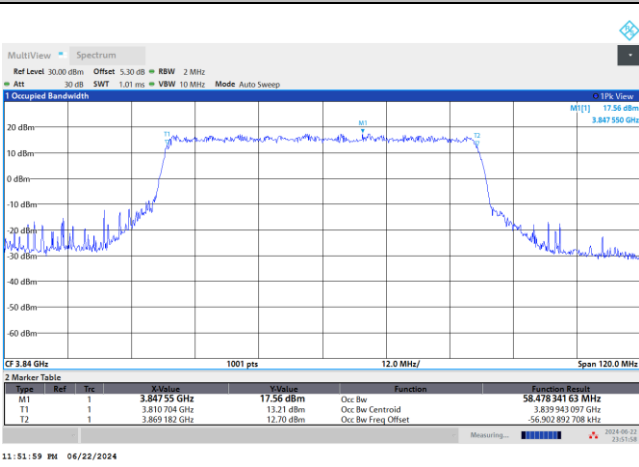 MultiView Spectrum
Ref Level 30.00 dBm Offset 5.30 dB RBW 2 MHz
Att 30 dB SWT 1.01 ms VBW 10 MHz Mode Auto Sweep
1 Occupied Bandwidth 1Pk View
M1[1] 17.56 dBm
3.847 550 GHz
M1
T1
T2
20 dBm
10 dBm
0 dBm
-10 dBm
-20 dBm
-30 dBm
-40 dBm
-50 dBm
-60 dBm
CF 3.84 GHz 1001 pts 12.0 MHz/ Span 120.0 MHz
2 Marker Table
Type Ref Trc X-Value Y-Value Function Function Result
M1 1 3.847 55 GHz 17.56 dBm Occ Bw 58.478 341 63 MHz
T1 1 3.810 704 GHz 13.21 dBm Occ Bw Centroid 3.839 943 097 GHz
T2 1 3.869 182 GHz 12.70 dBm Occ Bw Freq Offset -56.902 892 708 kHz
Measuring... 2024-06-22
23:51:58
11:51:59 PM 06/22/2024